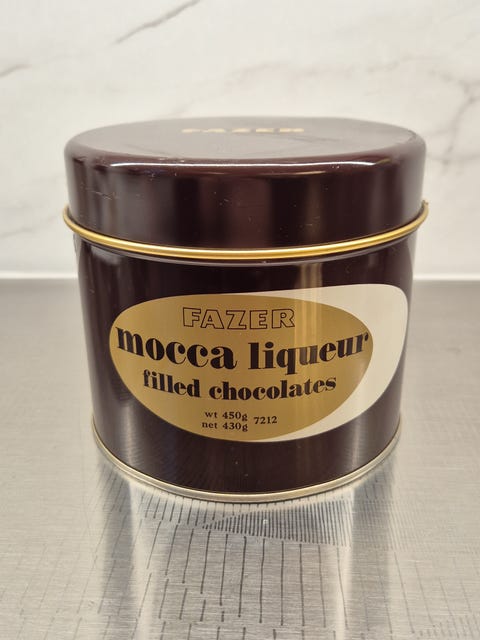 FAZER
FAZER
mocca liqueur
filled chocolates
wt 450g
net 430g 7212